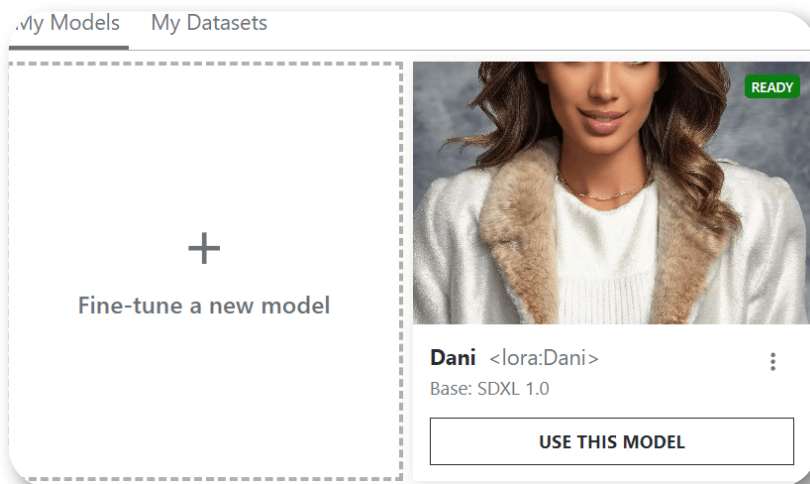 My Models
My Datasets
READY
+
Fine-tune a new model
Dani <lora:Dani>
Base: SDXL 1.0
USE THIS MODEL